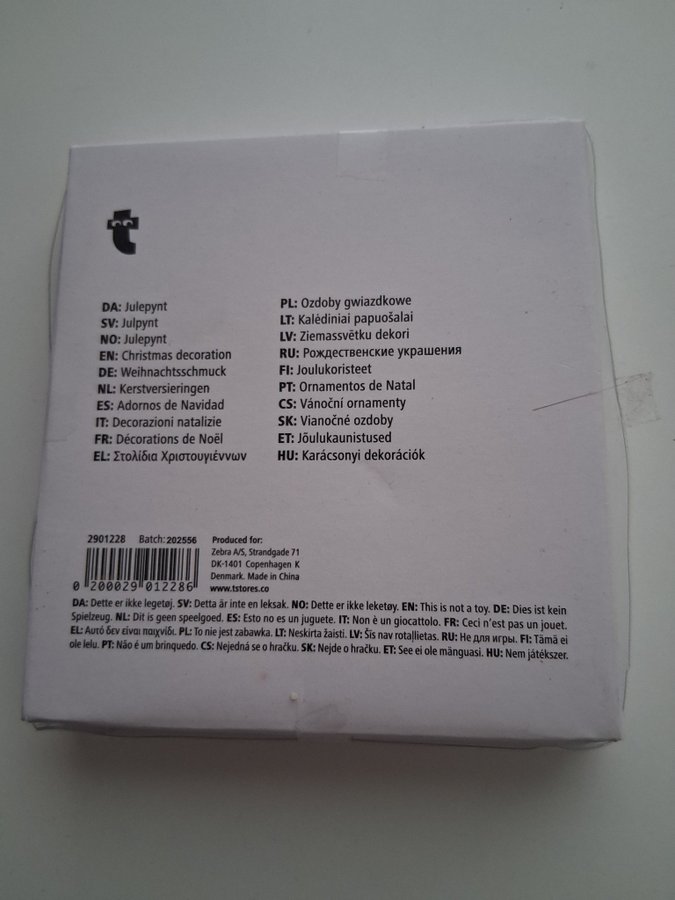 t
DA: Julepynt
SV: Julpynt
NO: Julepynt
EN: Christmas decoration
DE: Weihnachtsschmuck
NL: Kerstversieringen
ES: Adornos de Navidad
IT: Decorazioni natalizie
FR: Décorations de Noël
EL: Στολίδια Χριστουγέννων
PL: Ozdoby gwiazdkowe
LT: Kalėdiniai papuošalai
LV: Ziemassvētku dekori
RU: Рождественские украшения
FI: Joulukoristeet
PT: Ornamentos de Natal
CS: Vánoční ornamenty
SK: Vianočné ozdoby
ET: Jõulukaunistused
HU: Karácsonyi dekorációk
2901228 Batch: 202556
0 200029 012286
Produced for:
Zebra A/S, Strandgade 71
DK-1401 Copenhagen K
Denmark. Made in China
www.tstores.co
DA: Dette er ikke legetøj. SV: Detta är inte en leksak. NO: Dette er ikke leketøy. EN: This is not a toy. DE: Dies ist kein
Spielzeug. NL: Dit is geen speelgoed. ES: Esto no es un juguete. IT: Non è un giocattolo. FR: Ceci n'est pas un jouet.
EL: Αυτό δεν είναι παιχνίδι. PL: To nie jest zabawka. LT: Neskirta žaisti. LV: Šis nav rotaļlietas. RU: Не для игры. FI: Tämä ei
ole lelu. PT: Não é um brinquedo. CS: Nejedná se o hračku. SK: Nejde o hračku. ET: See ei ole mänguasi. HU: Nem játékszer.